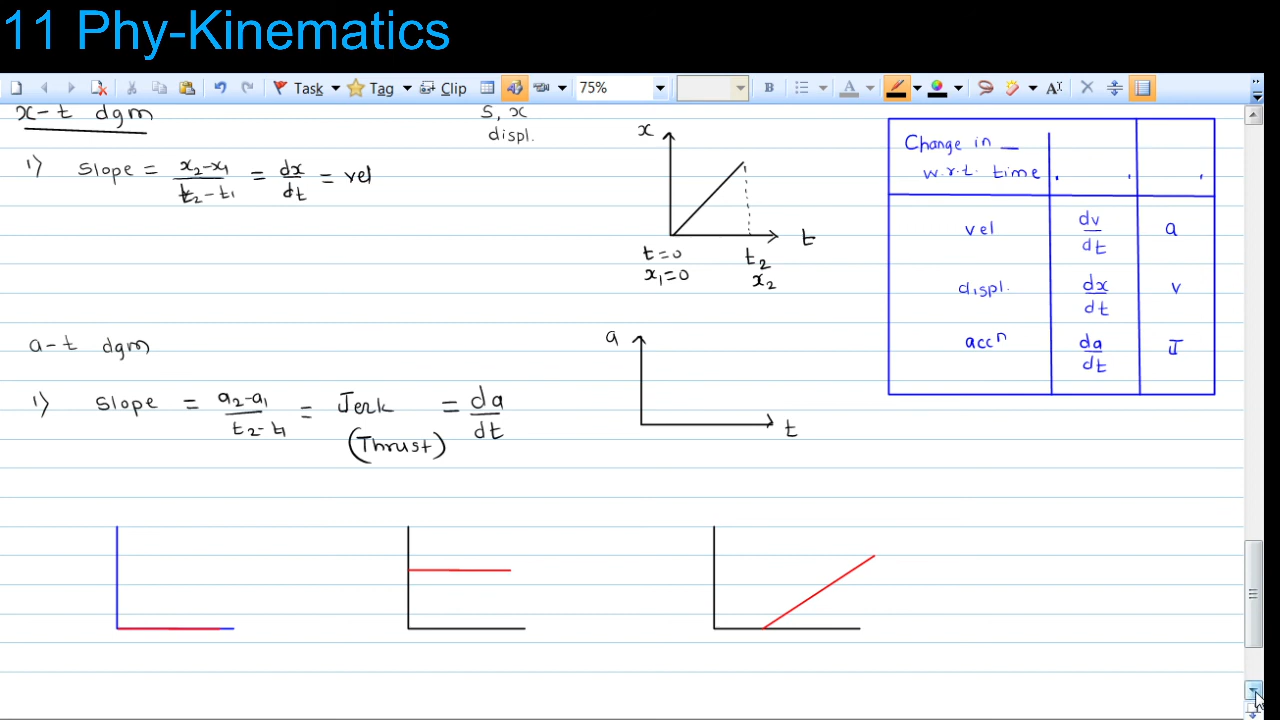 11 Phy-Kinematics
Task Tag Clip 75% B A A
x-t dgm
s, x
displ.
1) Slope = x2-x1 / t2-t1 = dx/dt = vel
x
t
t=0
x1=0
t2
x2
Change in _
w.r.t. time
vel dv/dt a
displ. dx/dt v
accn da/dt J
a-t dgm
1) Slope = a2-a1 / t2-t1 = Jerk = da/dt
(Thrust)
a
t